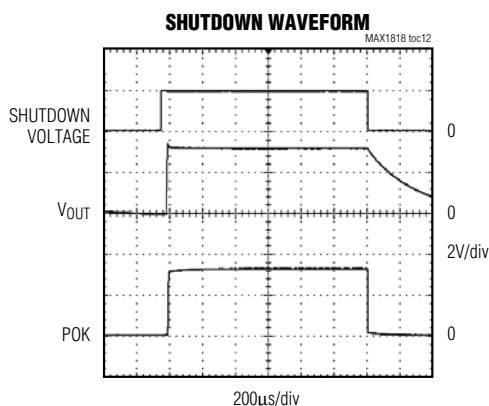 SHUTDOWN WAVEFORM
MAX1818 toc12
SHUTDOWN
VOLTAGE
0
VOUT
0
2V/div
POK
0
200µs/div